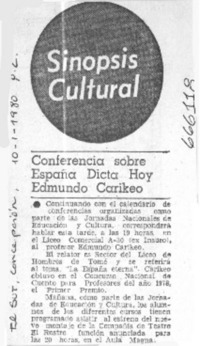 Sinopsis
Cultural
Conferencia sobre
España Dicta Hoy
Edmundo Carikeo
Continuando con el calendario de
conferencias organizadas como
parte de las Jornadas Nacionales de
Educación y Cultura, corresponderá
hablar esta tarde, a las 19 horas en
el Liceo Comercial A-30 (ex Insuco),
al profesor Edmundo Carikeo.
El relator es Rector del Liceo de
Hombres de Tomé y se referirá
al tema, "La España eterna". Carikeo
obtuvo en el Concurso Nacional de
Cuento para Profesores del año 1978,
el Primer Premio.
Mañana, como parte de las Jor-
nadas de Educación y Cultura, los alum-
nos de los diferentes cursos tienen
programado asistir al estreno del
montaje de la Compañía de Teatro
El Rostro función anunciada para
las 20 horas, en el Aula Magna.
El Sur, Concepción, 10-1-1980 p.2.
666118